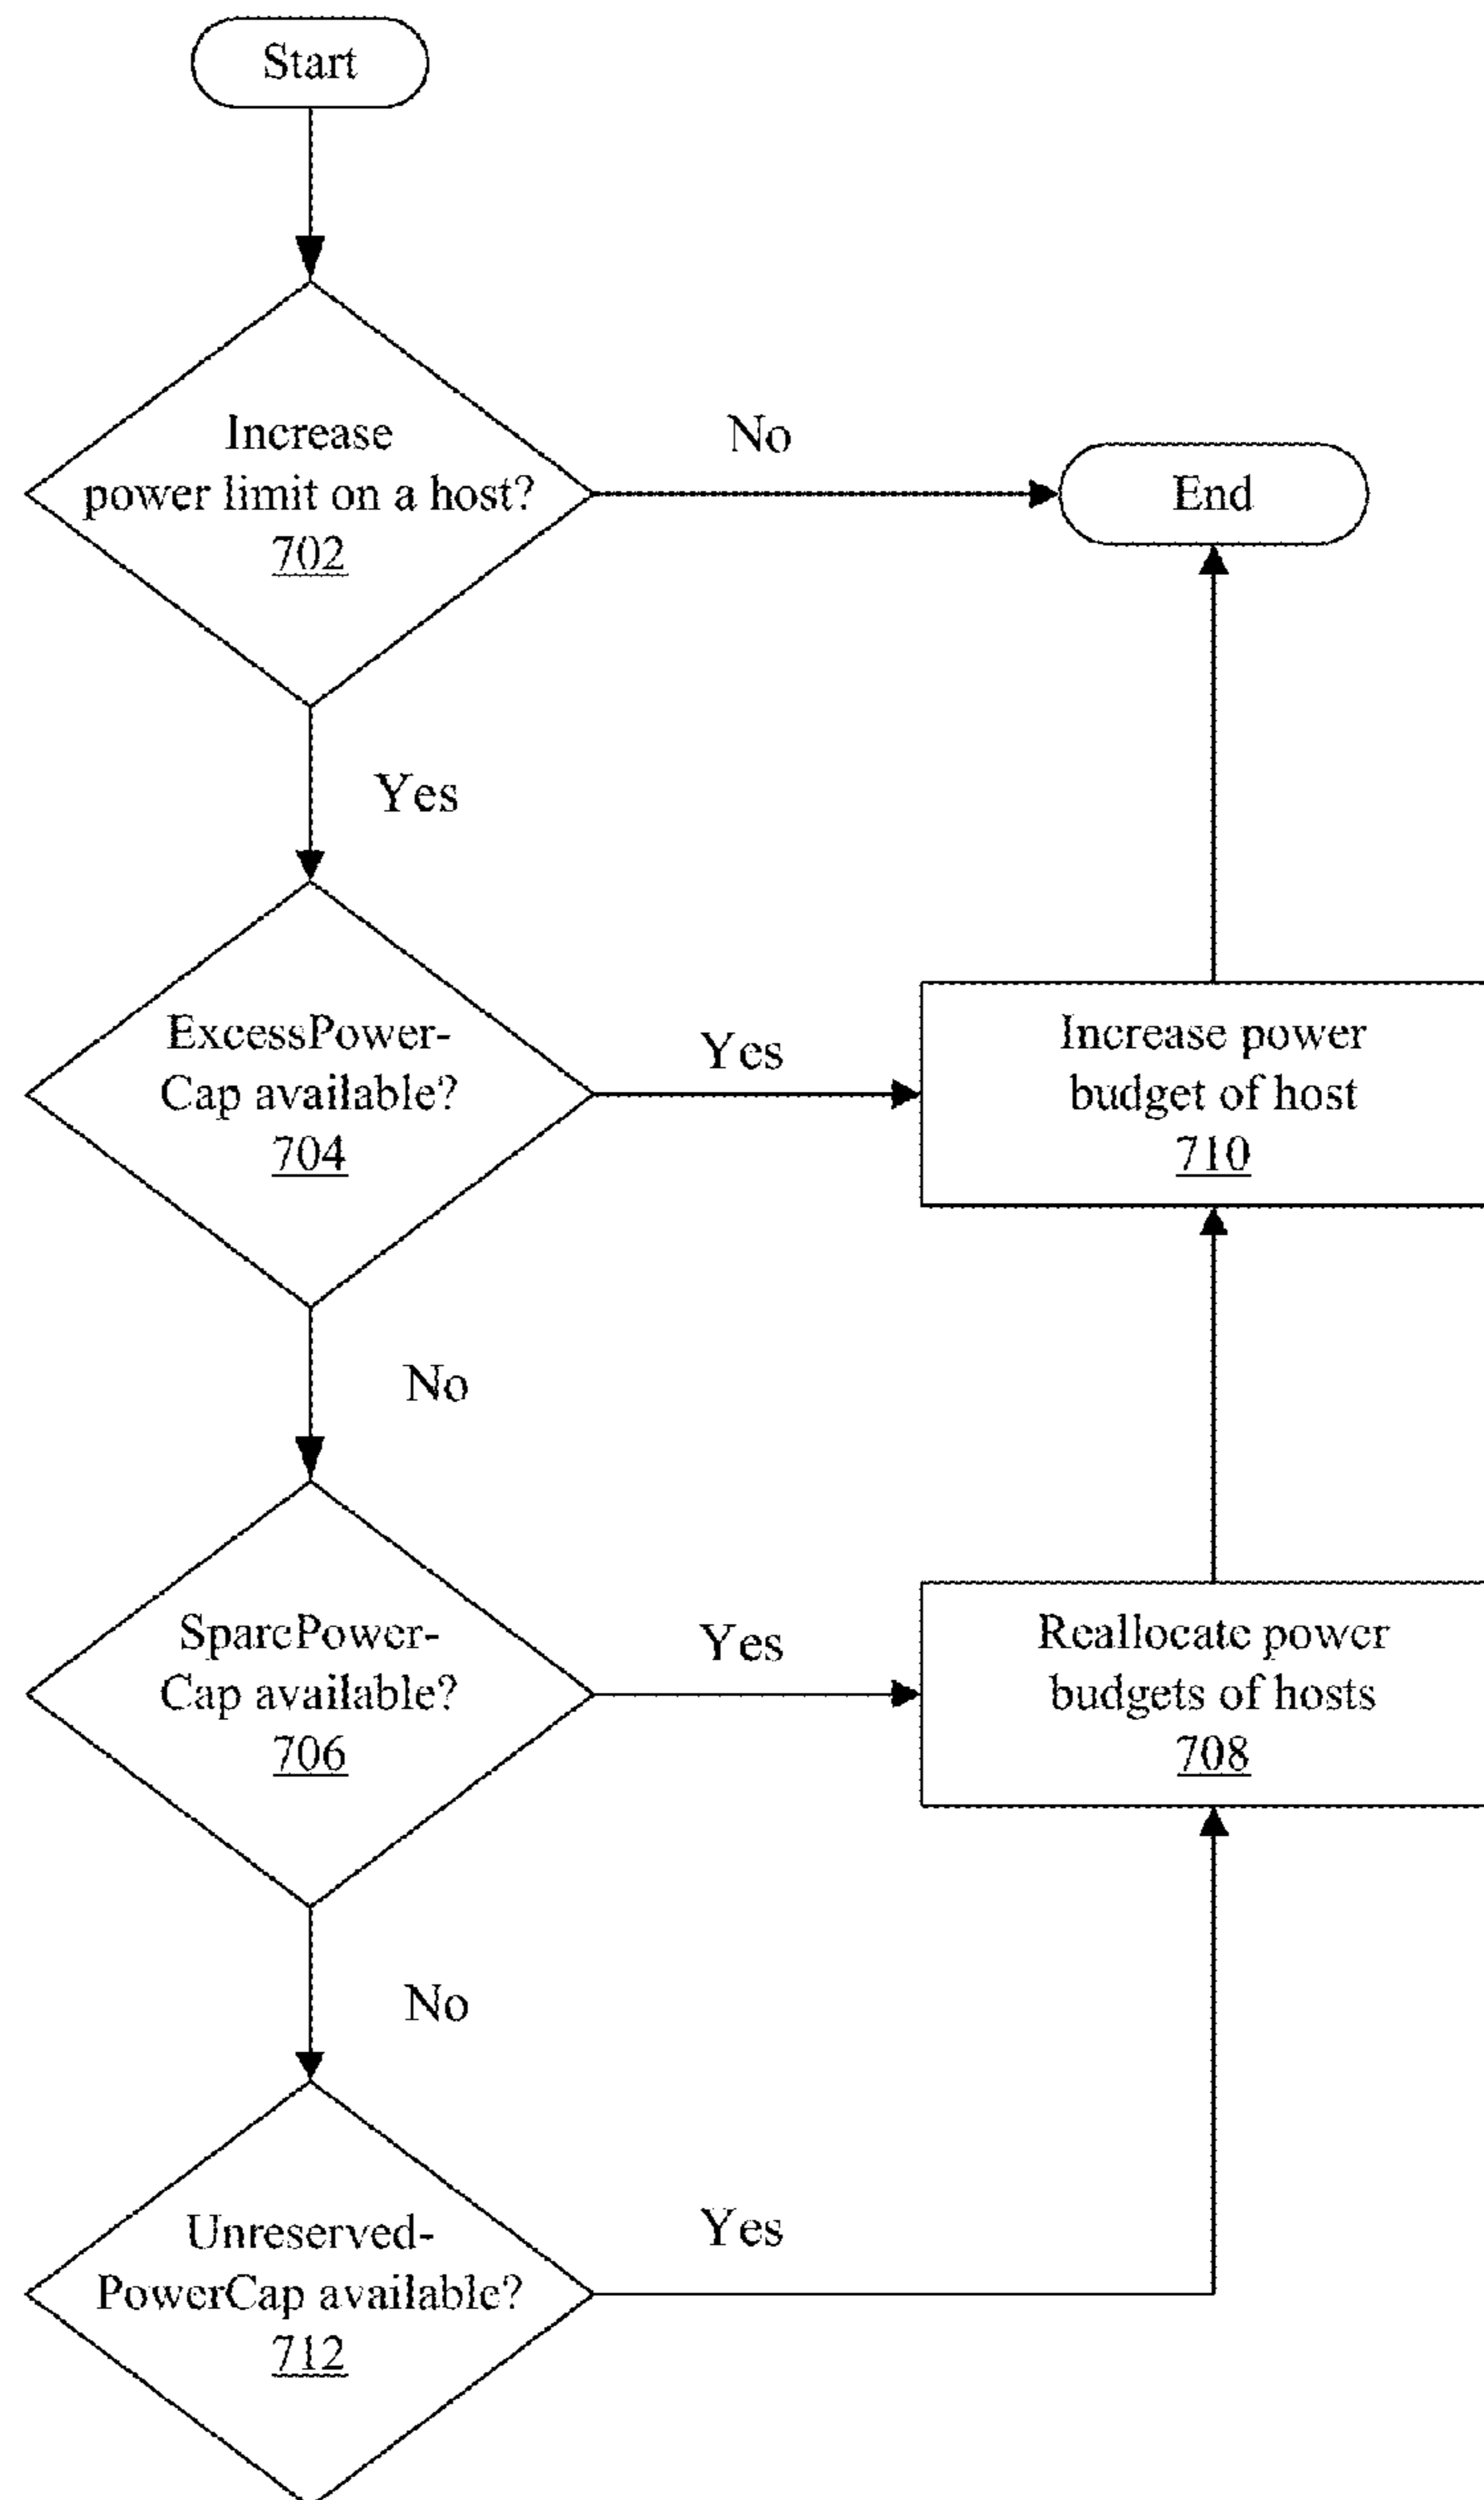 Start
Increase
power limit on a host?
702
No
End
Yes
ExcessPower-
Cap available?
704
Yes
Increase power
budget of host
710
No
SparePower-
Cap available?
706
Yes
Reallocate power
budgets of hosts
708
No
Unreserved-
PowerCap available?
712
Yes